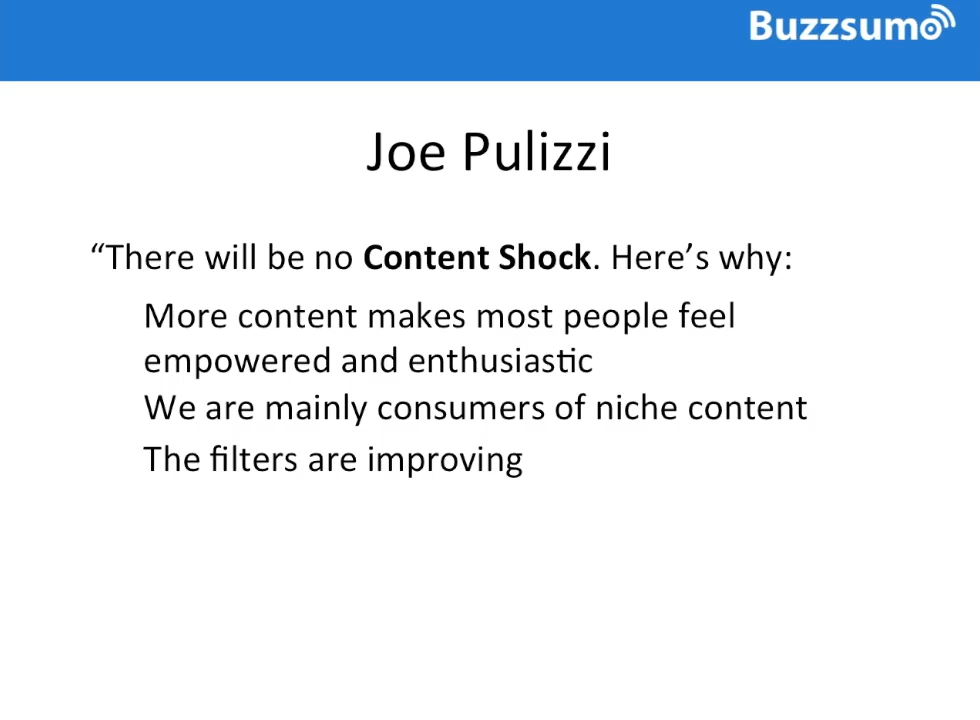 Buzzsumo
Joe Pulizzi
“There will be no Content Shock. Here’s why:
More content makes most people feel
empowered and enthusiastic
We are mainly consumers of niche content
The filters are improving